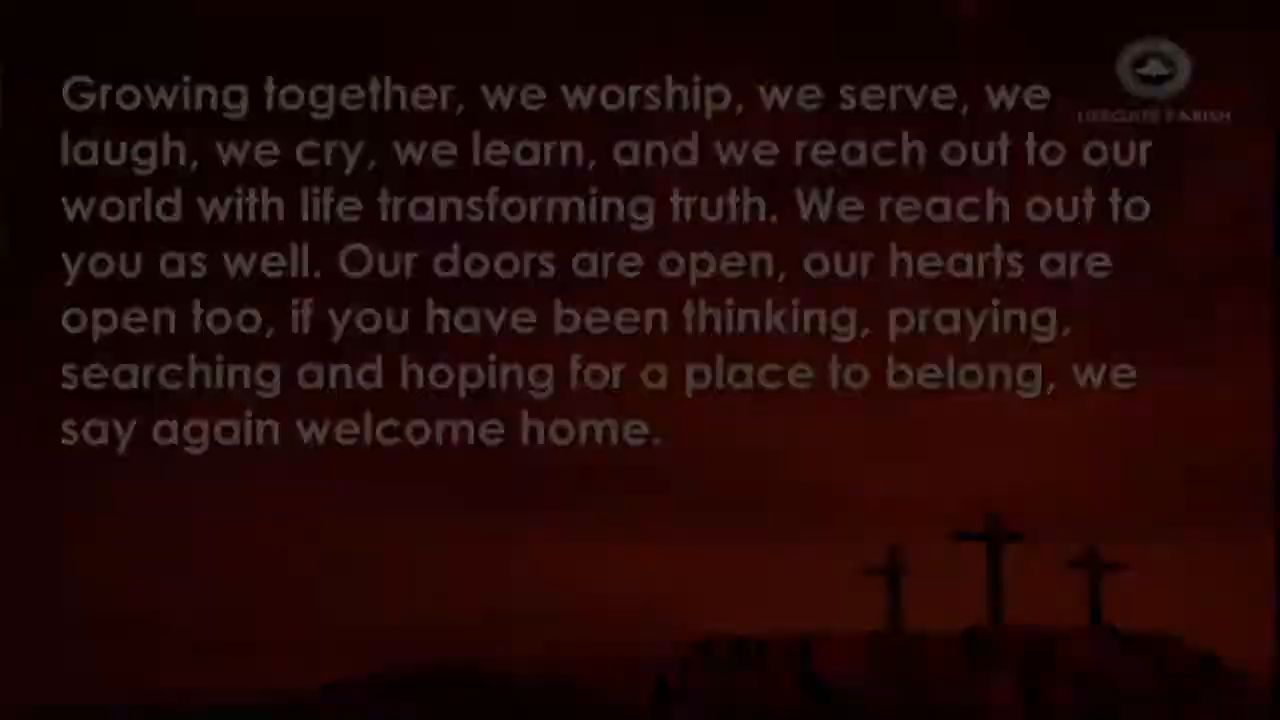 Growing together, we worship, we serve, we
laugh, we cry, we learn, and we reach out to our
world with life transforming truth. We reach out to
you as well. Our doors are open, our hearts are
open too, if you have been thinking, praying,
searching and hoping for a place to belong, we
say again welcome home.
PARISH